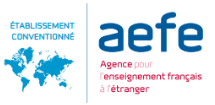 ÉTABLISSEMENT
CONVENTIONNÉ
aefe
Agence pour
l'enseignement français
à l'étranger